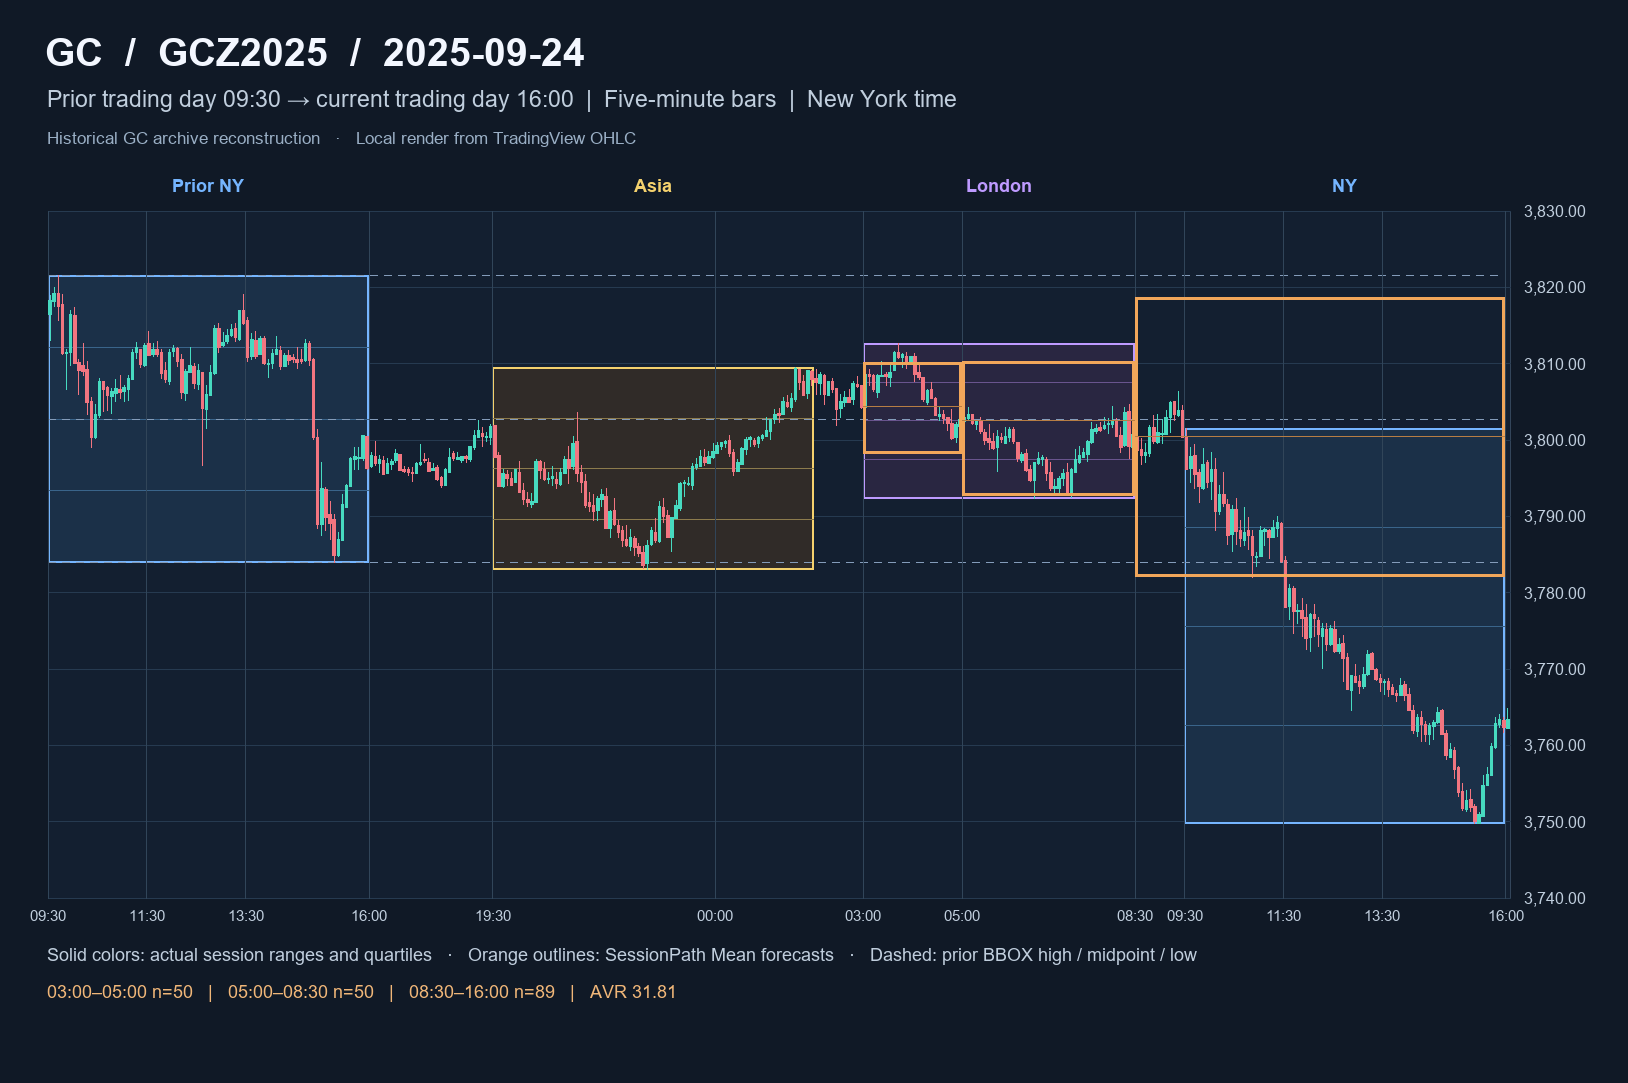 GC / GCZ2025 / 2025-09-24
Prior trading day 09:30 → current trading day 16:00 | Five-minute bars | New York time
Historical GC archive reconstruction · Local render from TradingView OHLC
Prior NY Asia London NY
3,830.00
3,820.00
3,810.00
3,800.00
3,790.00
3,780.00
3,770.00
3,760.00
3,750.00
3,740.00
09:30 11:30 13:30 16:00 19:30 00:00 03:00 05:00 08:30 09:30 11:30 13:30 16:00
Solid colors: actual session ranges and quartiles · Orange outlines: SessionPath Mean forecasts · Dashed: prior BBOX high / midpoint / low
03:00–05:00 n=50 | 05:00–08:30 n=50 | 08:30–16:00 n=89 | AVR 31.81